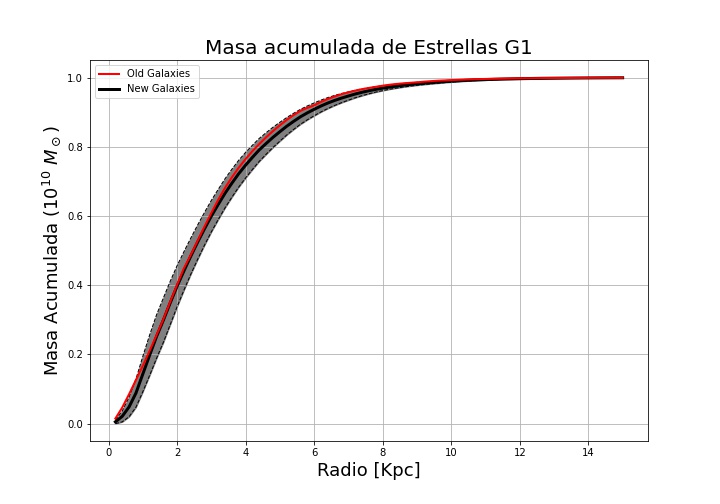 Masa acumulada de Estrellas G1
Old Galaxies
New Galaxies
1.0
0.8
0.6
0.4
0.2
0.0
Masa Acumulada (10¹⁰ M⊙)
0 2 4 6 8 10 12 14
Radio [Kpc]